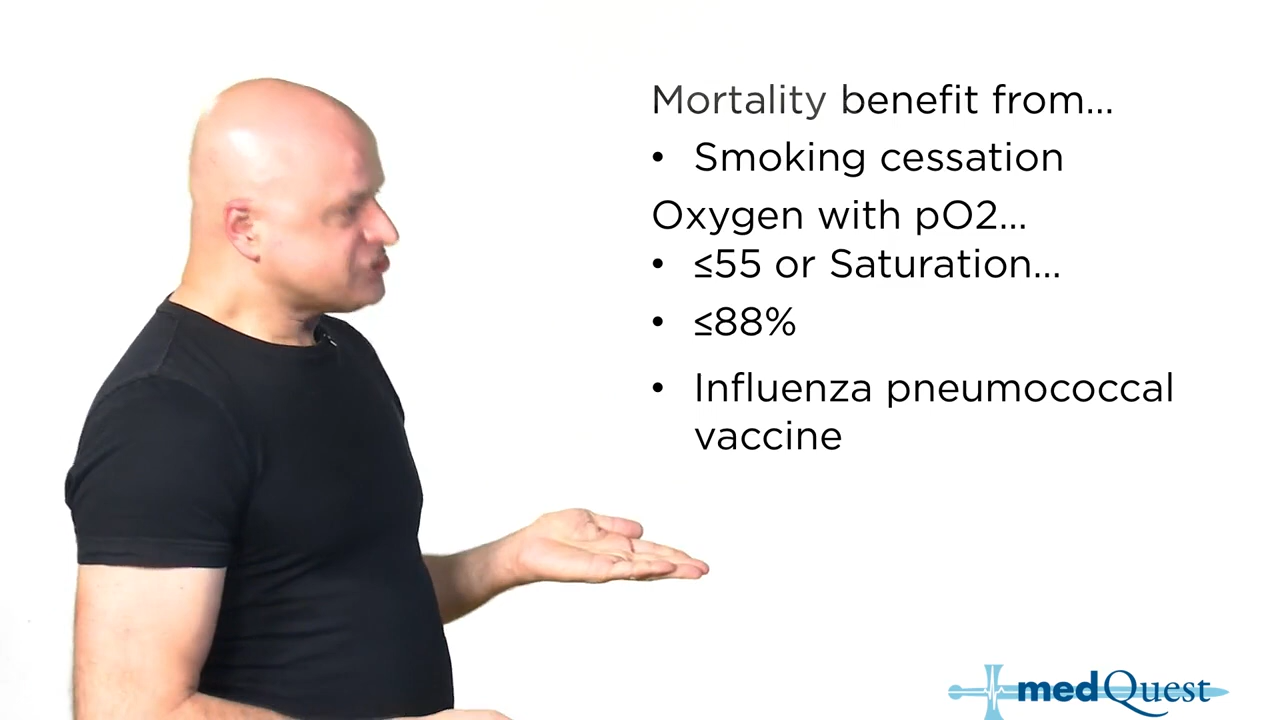 Mortality benefit from...
• Smoking cessation
Oxygen with pO2...
• ≤55 or Saturation...
• ≤88%
• Influenza pneumococcal
vaccine
medQuest